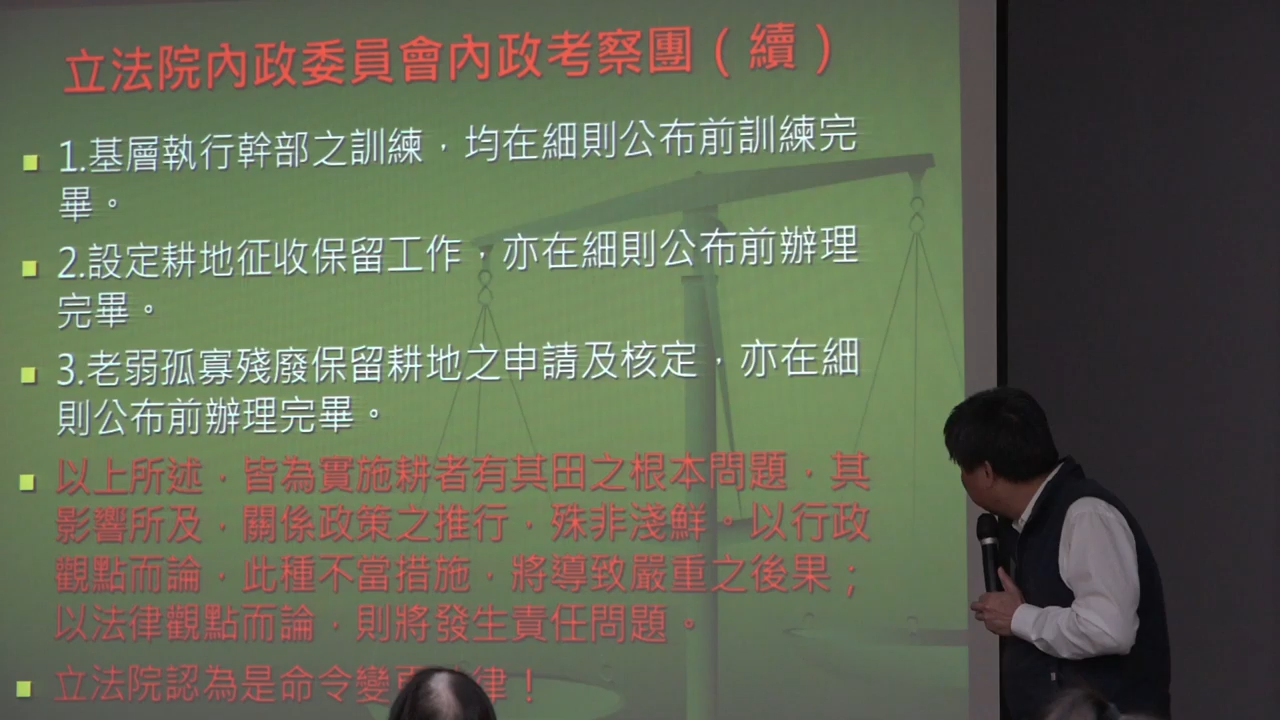 立法院內政委員會內政考察團（續）
1.基層執行幹部之訓練，均在細則公布前訓練完
畢。
2.設定耕地征收保留工作，亦在細則公布前辦理
完畢。
3.老弱孤寡殘廢保留耕地之申請及核定，亦在細
則公布前辦理完畢。
以上所述，皆為實施耕者有其田之根本問題，其
影響所及，關係政策之推行，殊非淺鮮。以行政
觀點而論，此種不當措施，將導致嚴重之後果；
以法律觀點而論，則將發生責任問題。
立法院認為是命令變更法律！